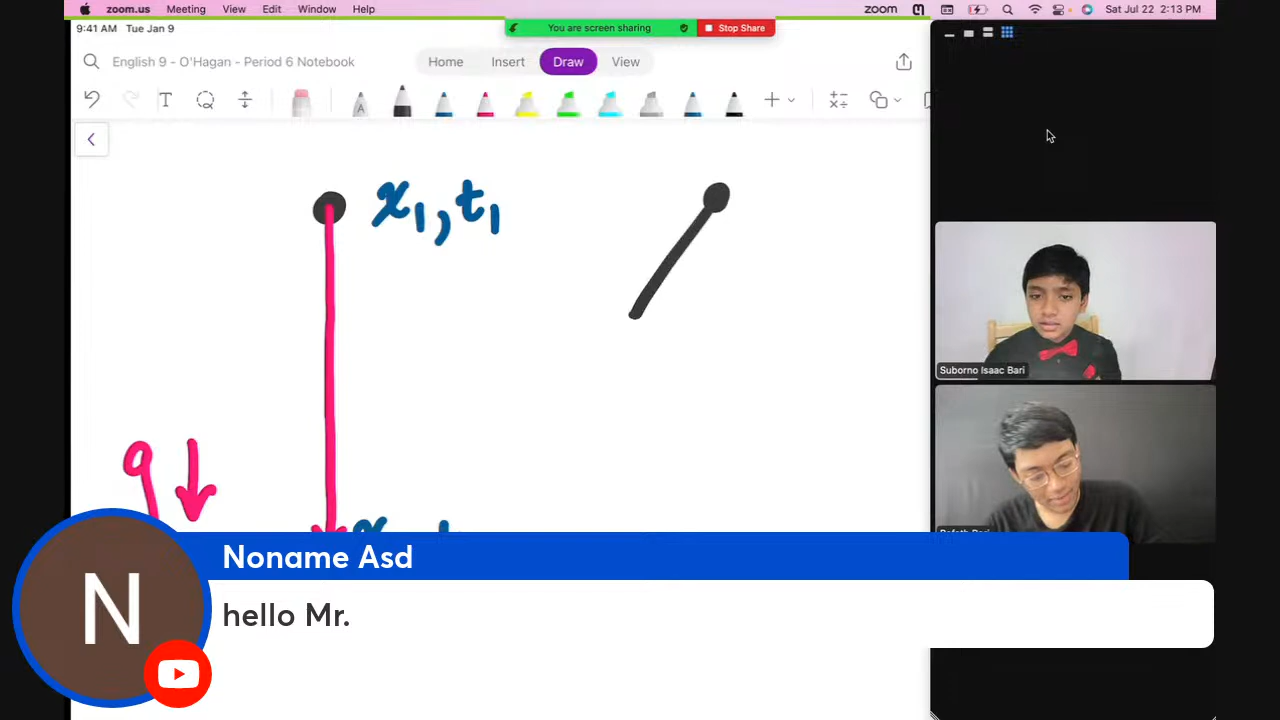 zoom.us Meeting View Edit Window Help
zoom
Sat Jul 22 2:13 PM
9:41 AM Tue Jan 9
You are screen sharing
Stop Share
English 9 - O'Hagan - Period 6 Notebook
Home Insert Draw View
T
A
x1, t1
g
Suborno Isaac Bari
Noname Asd
N
hello Mr.